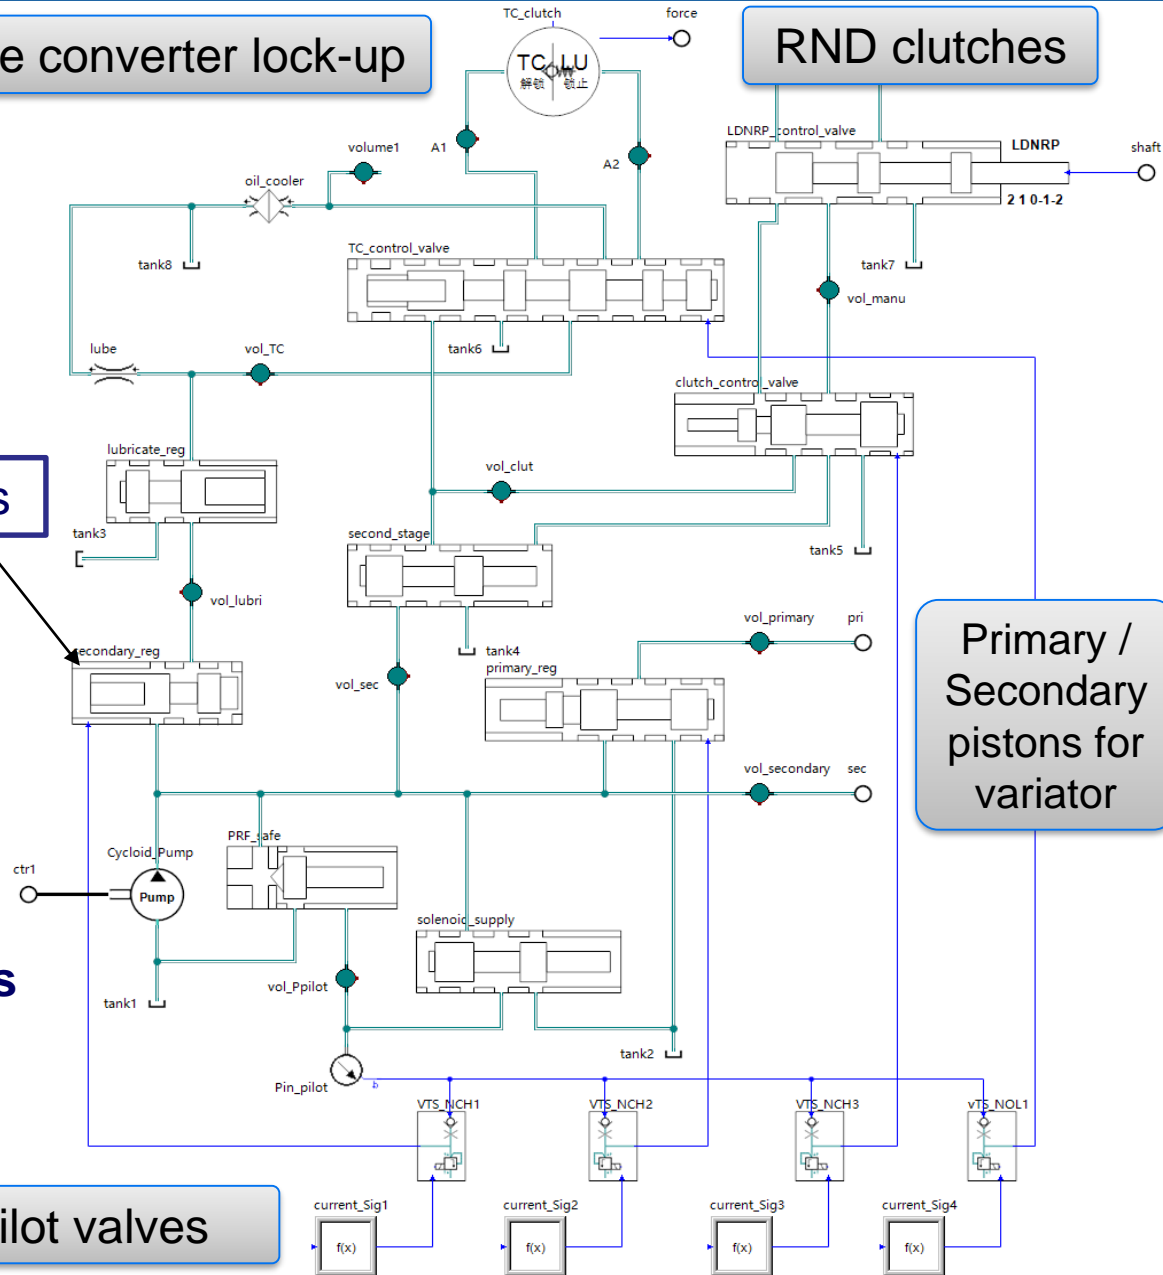 TC_clutch
force
e converter lock-up
RND clutches
TC LU
解锁 锁止
LDNRP_control_valve
LDNRP
shaft
volume1
A1
A2
oil_cooler
2 1 0-1-2
TC_control_valve
tank8
tank7
vol_manu
lube
vol_TC
tank6
clutch_control_valve
lubricate_reg
vol_clut
s
tank3
second_stage
tank5
vol_lubri
vol_primary
pri
Primary /
Secondary
pistons for
variator
secondary_reg
tank4
primary_reg
vol_sec
vol_secondary
sec
PRF_safe
Cycloid_Pump
ctr1
Pump
solenoid_supply
s
vol_Ppilot
tank1
tank2
Pin_pilot
b
VTS_NCH1
VTS_NCH2
VTS_NCH3
vTS_NOL1
ilot valves
current_Sig1
current_Sig2
current_Sig3
current_Sig4
f(x)
f(x)
f(x)
f(x)